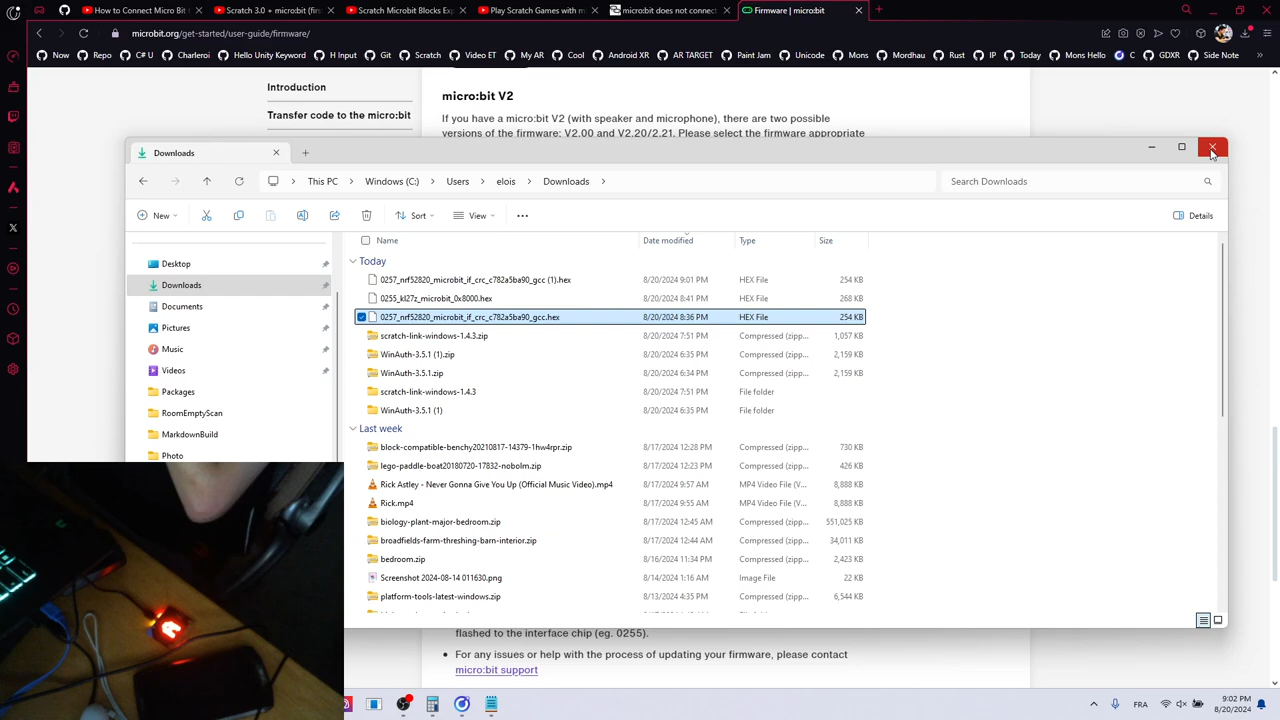 How to Connect Micro Bit to
Scratch 3.0 + microbit (firs
Scratch Microbit Blocks Exp
Play Scratch Games with m
microbit does not connect
Firmware | microbit
microbit.org/get-started/user-guide/firmware/
Now
Repo
C# U
Chat GPT
Hello Unity Keyword
H Input
Git
Scratch
Video ET
My AR
Android XR
AR TARGET
Paint Jam
Unity
Udemy
Mons
Mordhau
Rust
IP
Today
Mons Hello
C
GDXR
Side Note
Introduction
Transfer code to the micro:bit
micro:bit V2
If you have a micro:bit V2 (with speaker and microphone), there are two possible
versions of the firmware; V2.00 and V2.20/2.21. Please select the firmware appropriate
Downloads
This PC > Windows (C:) > Users > elois > Downloads >
Search Downloads
New
Sort
View
Details
Desktop
Downloads
Documents
Pictures
Music
Videos
Packages
RoomEmptyScan
MarkdownBuild
Photo
Name Date modified Type Size
Today
0257_nrf52820_microbit_if_crc_c782a5ba90_gcc (1).hex 8/20/2024 9:01 PM HEX File 254 KB
0255_kl27z_microbit_0x8000.hex 8/20/2024 8:41 PM HEX File 268 KB
0257_nrf52820_microbit_if_crc_c782a5ba90_gcc.hex 8/20/2024 8:36 PM HEX File 254 KB
scratch-link-windows-1.4.3.zip 8/20/2024 7:51 PM Compressed (zipp... 1,057 KB
WinAuth-3.5.1 (1).zip 8/20/2024 6:35 PM Compressed (zipp... 2,159 KB
WinAuth-3.5.1.zip 8/20/2024 6:34 PM Compressed (zipp... 2,159 KB
scratch-link-windows-1.4.3 8/20/2024 7:51 PM File folder
WinAuth-3.5.1 (1) 8/20/2024 6:35 PM File folder
Last week
block-compatible-benchy20210817-14379-1hw4rpr.zip 8/17/2024 12:28 PM Compressed (zipp... 730 KB
lego-paddle-boat20180720-17832-nobolm.zip 8/17/2024 12:23 PM Compressed (zipp... 426 KB
Rick Astley - Never Gonna Give You Up (Official Music Video).mp4 8/17/2024 9:57 AM MP4 Video File (V... 8,888 KB
Rick.mp4 8/17/2024 9:55 AM MP4 Video File (V... 8,888 KB
biology-plant-major-bedroom.zip 8/17/2024 12:45 AM Compressed (zipp... 551,025 KB
broadfields-farm-threshing-barn-interior.zip 8/17/2024 12:44 AM Compressed (zipp... 34,011 KB
bedroom.zip 8/16/2024 11:34 PM Compressed (zipp... 2,423 KB
Screenshot 2024-08-14 011630.png 8/14/2024 1:16 AM Image File 22 KB
platform-tools-latest-windows.zip 8/13/2024 4:35 PM Compressed (zipp... 6,544 KB
flashed to the interface chip (eg. 0255).
• For any issues or help with the process of updating your firmware, please contact
micro:bit support
FRA
9:02 PM
8/20/2024